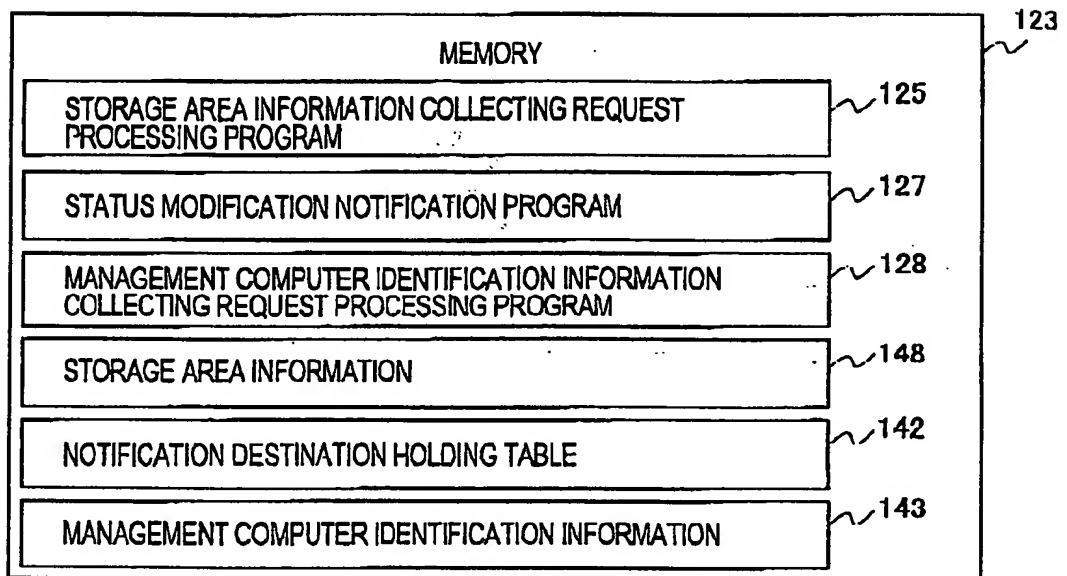 123
MEMORY
STORAGE AREA INFORMATION COLLECTING REQUEST
PROCESSING PROGRAM
125
STATUS MODIFICATION NOTIFICATION PROGRAM
127
MANAGEMENT COMPUTER IDENTIFICATION INFORMATION
COLLECTING REQUEST PROCESSING PROGRAM
128
STORAGE AREA INFORMATION
148
NOTIFICATION DESTINATION HOLDING TABLE
142
MANAGEMENT COMPUTER IDENTIFICATION INFORMATION
143